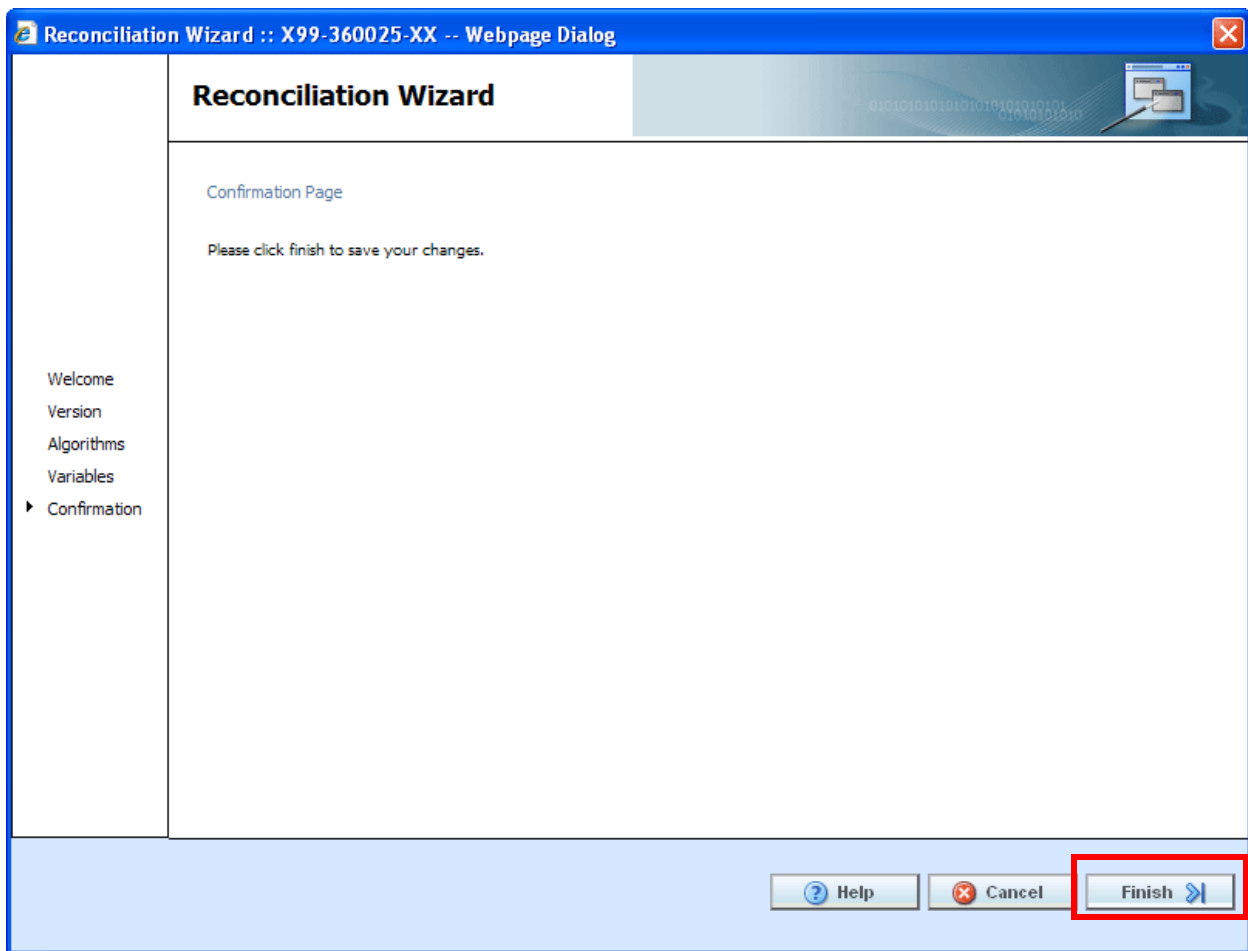 Reconciliation Wizard :: X99-360025-XX -- Webpage Dialog
Reconciliation Wizard
Confirmation Page
Please click finish to save your changes.
Welcome
Version
Algorithms
Variables
Confirmation
Help
Cancel
Finish